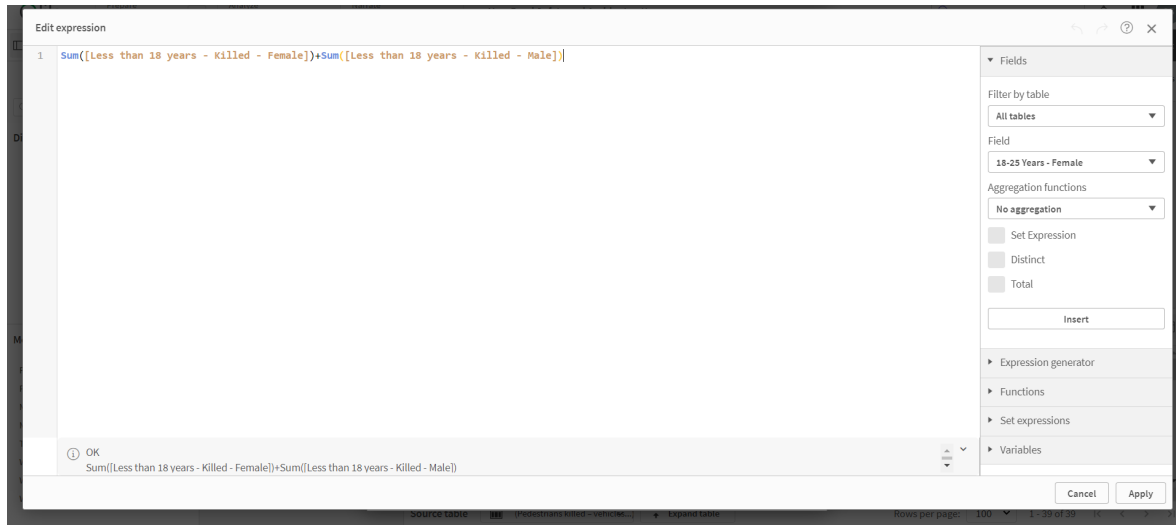 Edit expression
1 Sum([Less than 18 years - Killed - Female])+Sum([Less than 18 years - Killed - Male])
Fields
Filter by table
All tables
Field
18-25 Years - Female
Aggregation functions
No aggregation
Set Expression
Distinct
Total
Insert
Expression generator
Functions
Set expressions
Variables
OK
Sum([Less than 18 years - Killed - Female])+Sum([Less than 18 years - Killed - Male])
Cancel
Apply
Source table (Pedestrians killed - vehicles...) Expand table Rows per page: 100 1 - 39 of 39